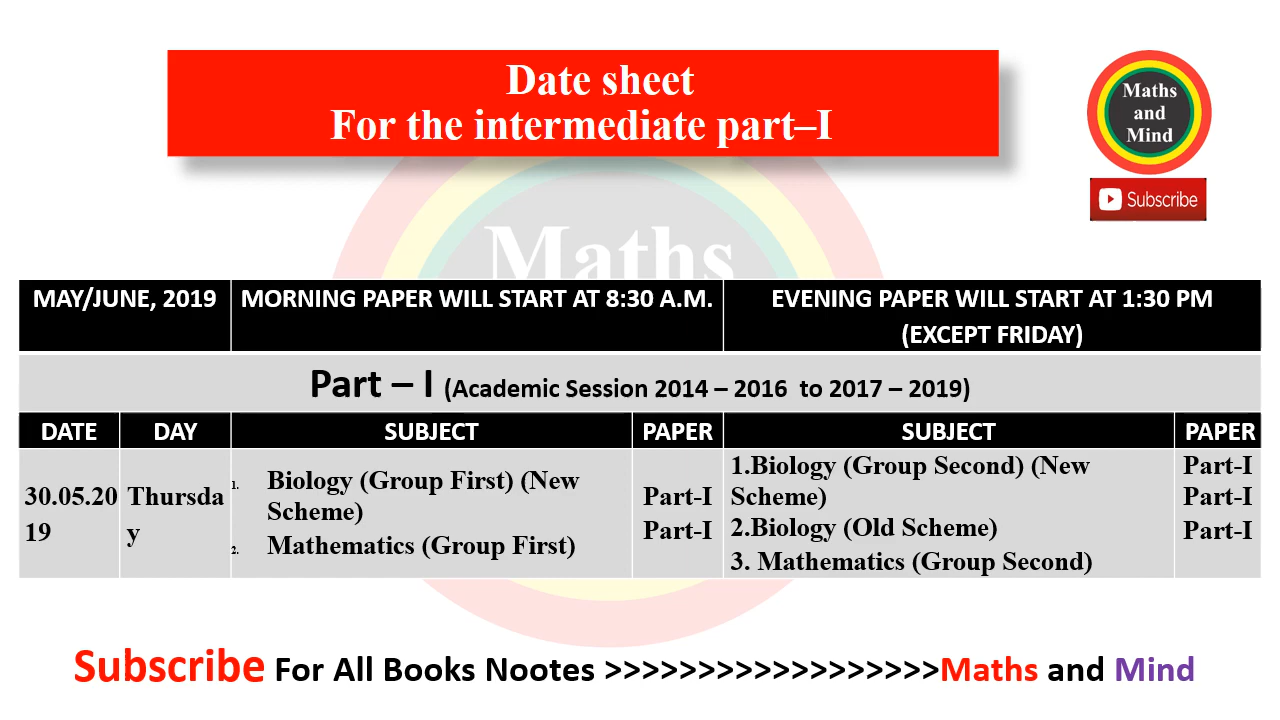 Date sheet
For the intermediate part–I
Maths
and
Mind
Subscribe
Maths
MAY/JUNE, 2019
MORNING PAPER WILL START AT 8:30 A.M.
EVENING PAPER WILL START AT 1:30 PM
(EXCEPT FRIDAY)
Part – I (Academic Session 2014 – 2016 to 2017 – 2019)
DATE
DAY
SUBJECT
PAPER
SUBJECT
PAPER
30.05.20
19
Thursda
y
1. Biology (Group First) (New
Scheme)
2. Mathematics (Group First)
Part-I
Part-I
1.Biology (Group Second) (New
Scheme)
2.Biology (Old Scheme)
3. Mathematics (Group Second)
Part-I
Part-I
Part-I
Subscribe For All Books Nootes >>>>>>>>>>>>>>>>>>Maths and Mind